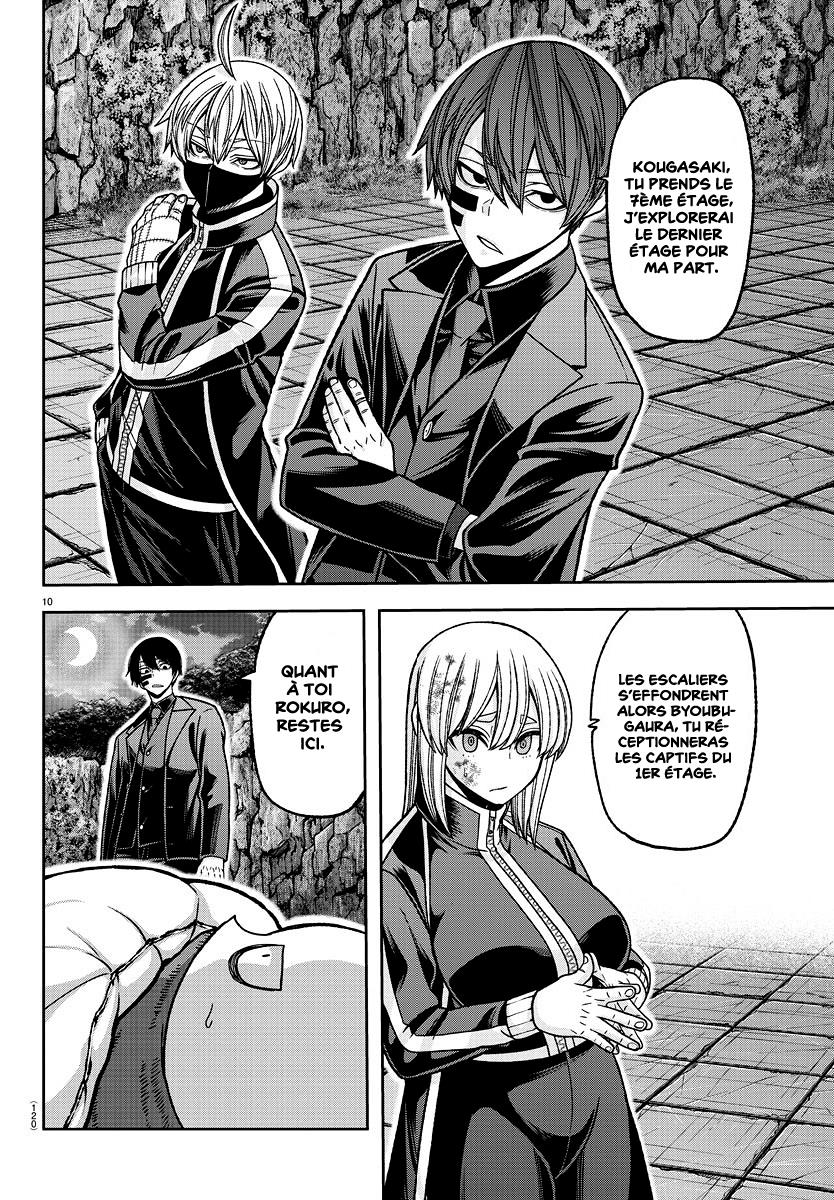 KOUGASAKI,
TU PRENDS LE
7ÈME ÉTAGE,
J'EXPLORERAI
LE DERNIER
ÉTAGE POUR
MA PART.
10
LES ESCALIERS
S'EFFONDRENT
ALORS BYOUBU-
GAURA, TU RÉ-
CEPTIONNERAS
LES CAPTIFS DU
1ER ÉTAGE.
QUANT
À TOI
ROKURO,
RESTES
ICI.
(120)